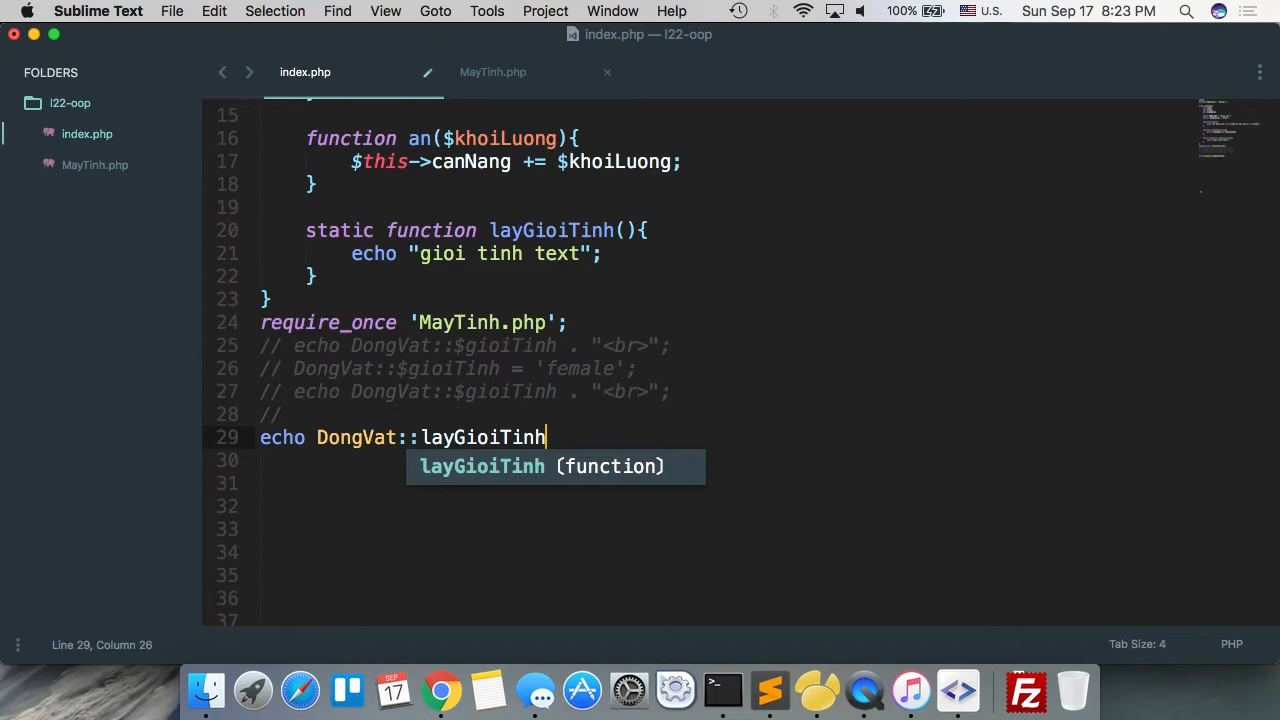 Sublime Text File Edit Selection Find View Goto Tools Project Window Help 100% U.S. Sun Sep 17 8:23 PM
index.php — l22-oop
FOLDERS
l22-oop
index.php
MayTinh.php
index.php MayTinh.php
15
16 function an($khoiLuong){
17 $this->canNang += $khoiLuong;
18 }
19
20 static function layGioiTinh(){
21 echo "gioi tinh text";
22 }
23 }
24 require_once 'MayTinh.php';
25 // echo DongVat::$gioiTinh . "<br>";
26 // DongVat::$gioiTinh = 'female';
27 // echo DongVat::$gioiTinh . "<br>";
28 //
29 echo DongVat::layGioiTinh
layGioiTinh (function)
30
31
32
33
34
35
36
37
Line 29, Column 26 Tab Size: 4 PHP
SEP
17